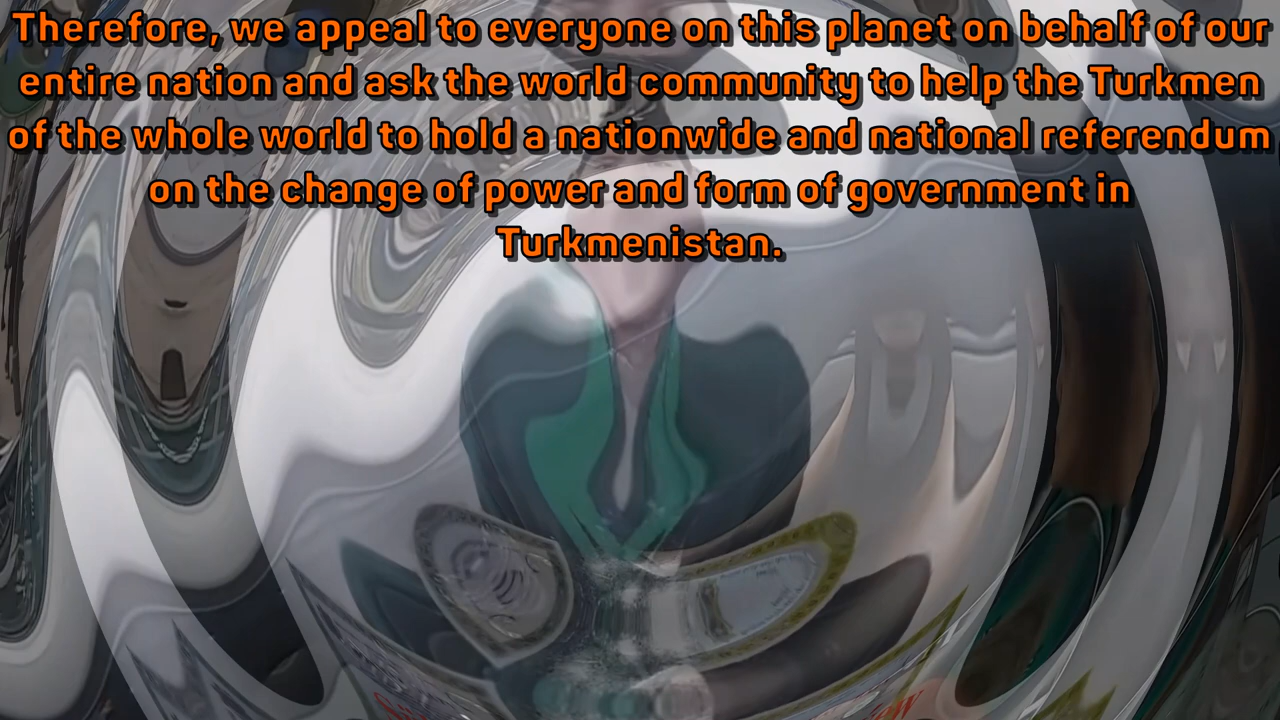 Therefore, we appeal to everyone on this planet on behalf of our
entire nation and ask the world community to help the Turkmen
of the whole world to hold a nationwide and national referendum
on the change of power and form of government in
Turkmenistan.